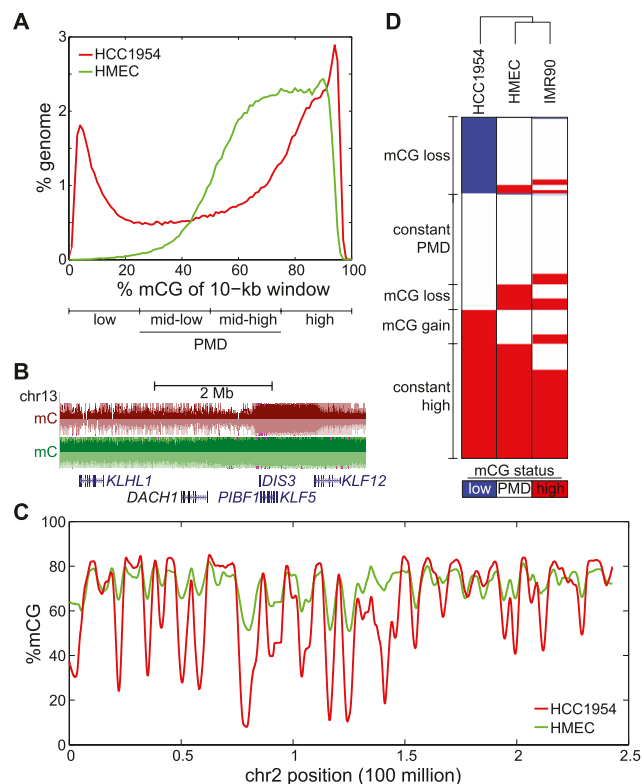 A
HCC1954
HMEC
% genome
3
2
1
0
0 20 40 60 80 100
% mCG of 10−kb window
low mid-low mid-high high
PMD
B
chr13
2 Mb
mC
mC
KLHL1 DIS3 KLF12
DACH1 PIBF1 KLF5
C
%mCG
100
80
60
40
20
0
HCC1954
HMEC
0 0.5 1 1.5 2 2.5
chr2 position (100 million)
D
HCC1954
HMEC
IMR90
mCG loss
constant
PMD
mCG loss
mCG gain
constant
high
mCG status
low PMD high